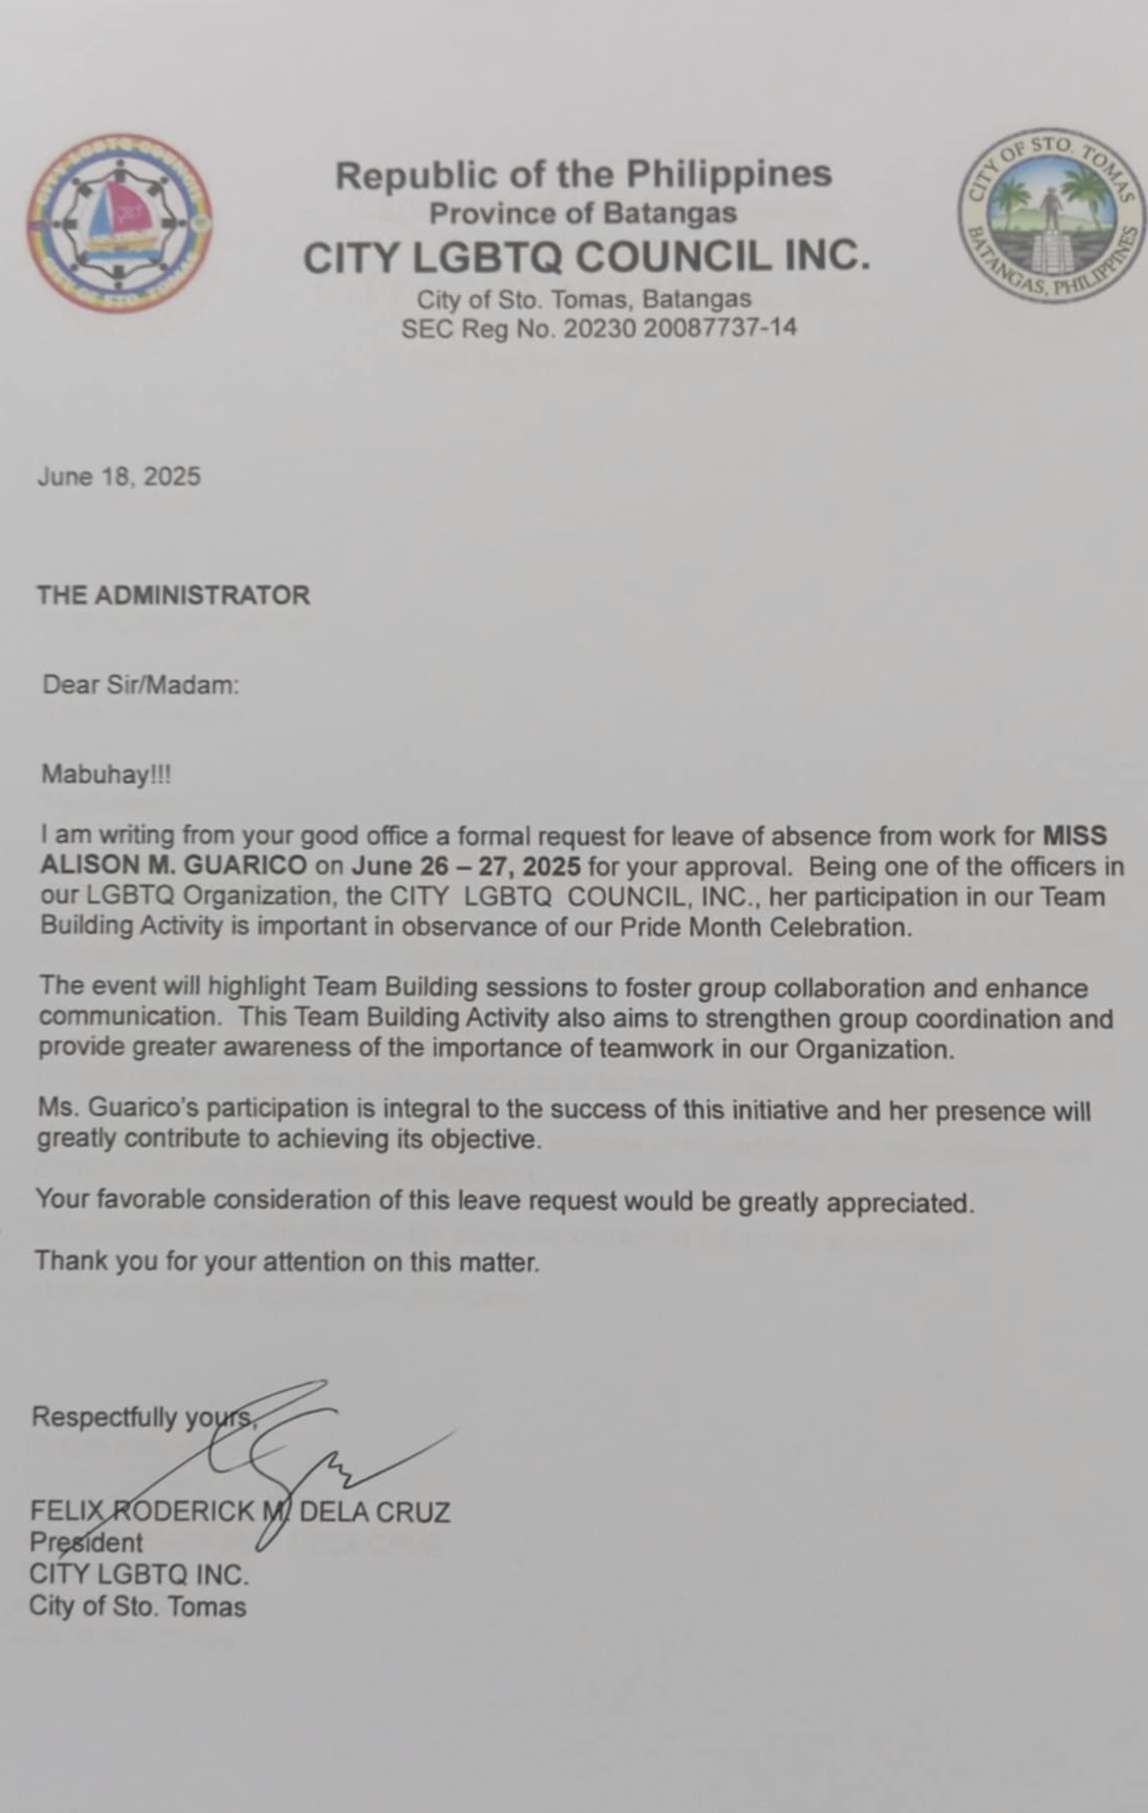 Republic of the Philippines
Province of Batangas
CITY LGBTQ COUNCIL INC.
City of Sto. Tomas, Batangas
SEC Reg No. 20230 20087737-14
CITY LGBTQ COUNCIL
CITY OF STO. TOMAS
CITY OF STO. TOMAS
BATANGAS, PHILIPPINES
June 18, 2025
THE ADMINISTRATOR
Dear Sir/Madam:
Mabuhay!!!
I am writing from your good office a formal request for leave of absence from work for MISS
ALISON M. GUARICO on June 26 – 27, 2025 for your approval. Being one of the officers in
our LGBTQ Organization, the CITY LGBTQ COUNCIL, INC., her participation in our Team
Building Activity is important in observance of our Pride Month Celebration.
The event will highlight Team Building sessions to foster group collaboration and enhance
communication. This Team Building Activity also aims to strengthen group coordination and
provide greater awareness of the importance of teamwork in our Organization.
Ms. Guarico's participation is integral to the success of this initiative and her presence will
greatly contribute to achieving its objective.
Your favorable consideration of this leave request would be greatly appreciated.
Thank you for your attention on this matter.
Respectfully yours,
FELIX RODERICK M. DELA CRUZ
President
CITY LGBTQ INC.
City of Sto. Tomas